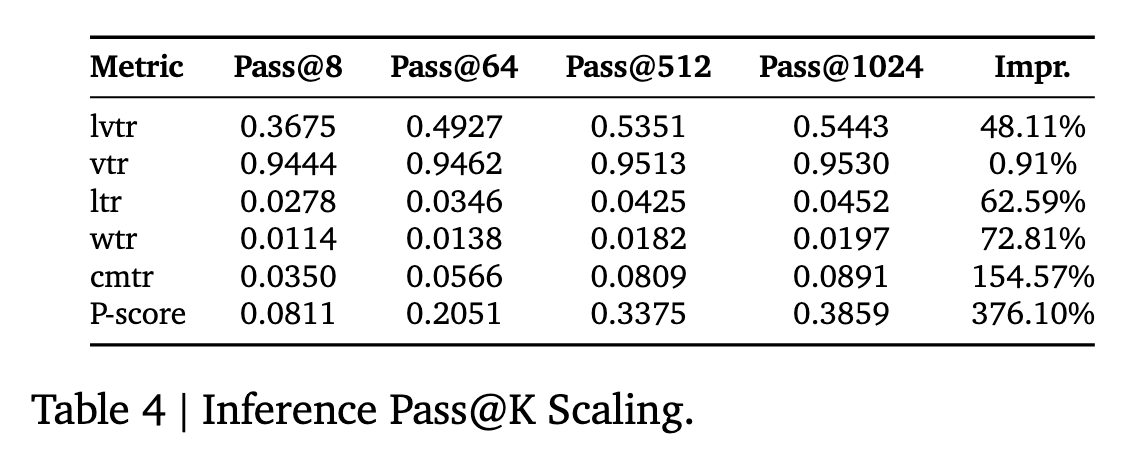 Metric Pass@8 Pass@64 Pass@512 Pass@1024 Impr.
lvtr 0.3675 0.4927 0.5351 0.5443 48.11%
vtr 0.9444 0.9462 0.9513 0.9530 0.91%
ltr 0.0278 0.0346 0.0425 0.0452 62.59%
wtr 0.0114 0.0138 0.0182 0.0197 72.81%
cmtr 0.0350 0.0566 0.0809 0.0891 154.57%
P-score 0.0811 0.2051 0.3375 0.3859 376.10%
Table 4 | Inference Pass@K Scaling.